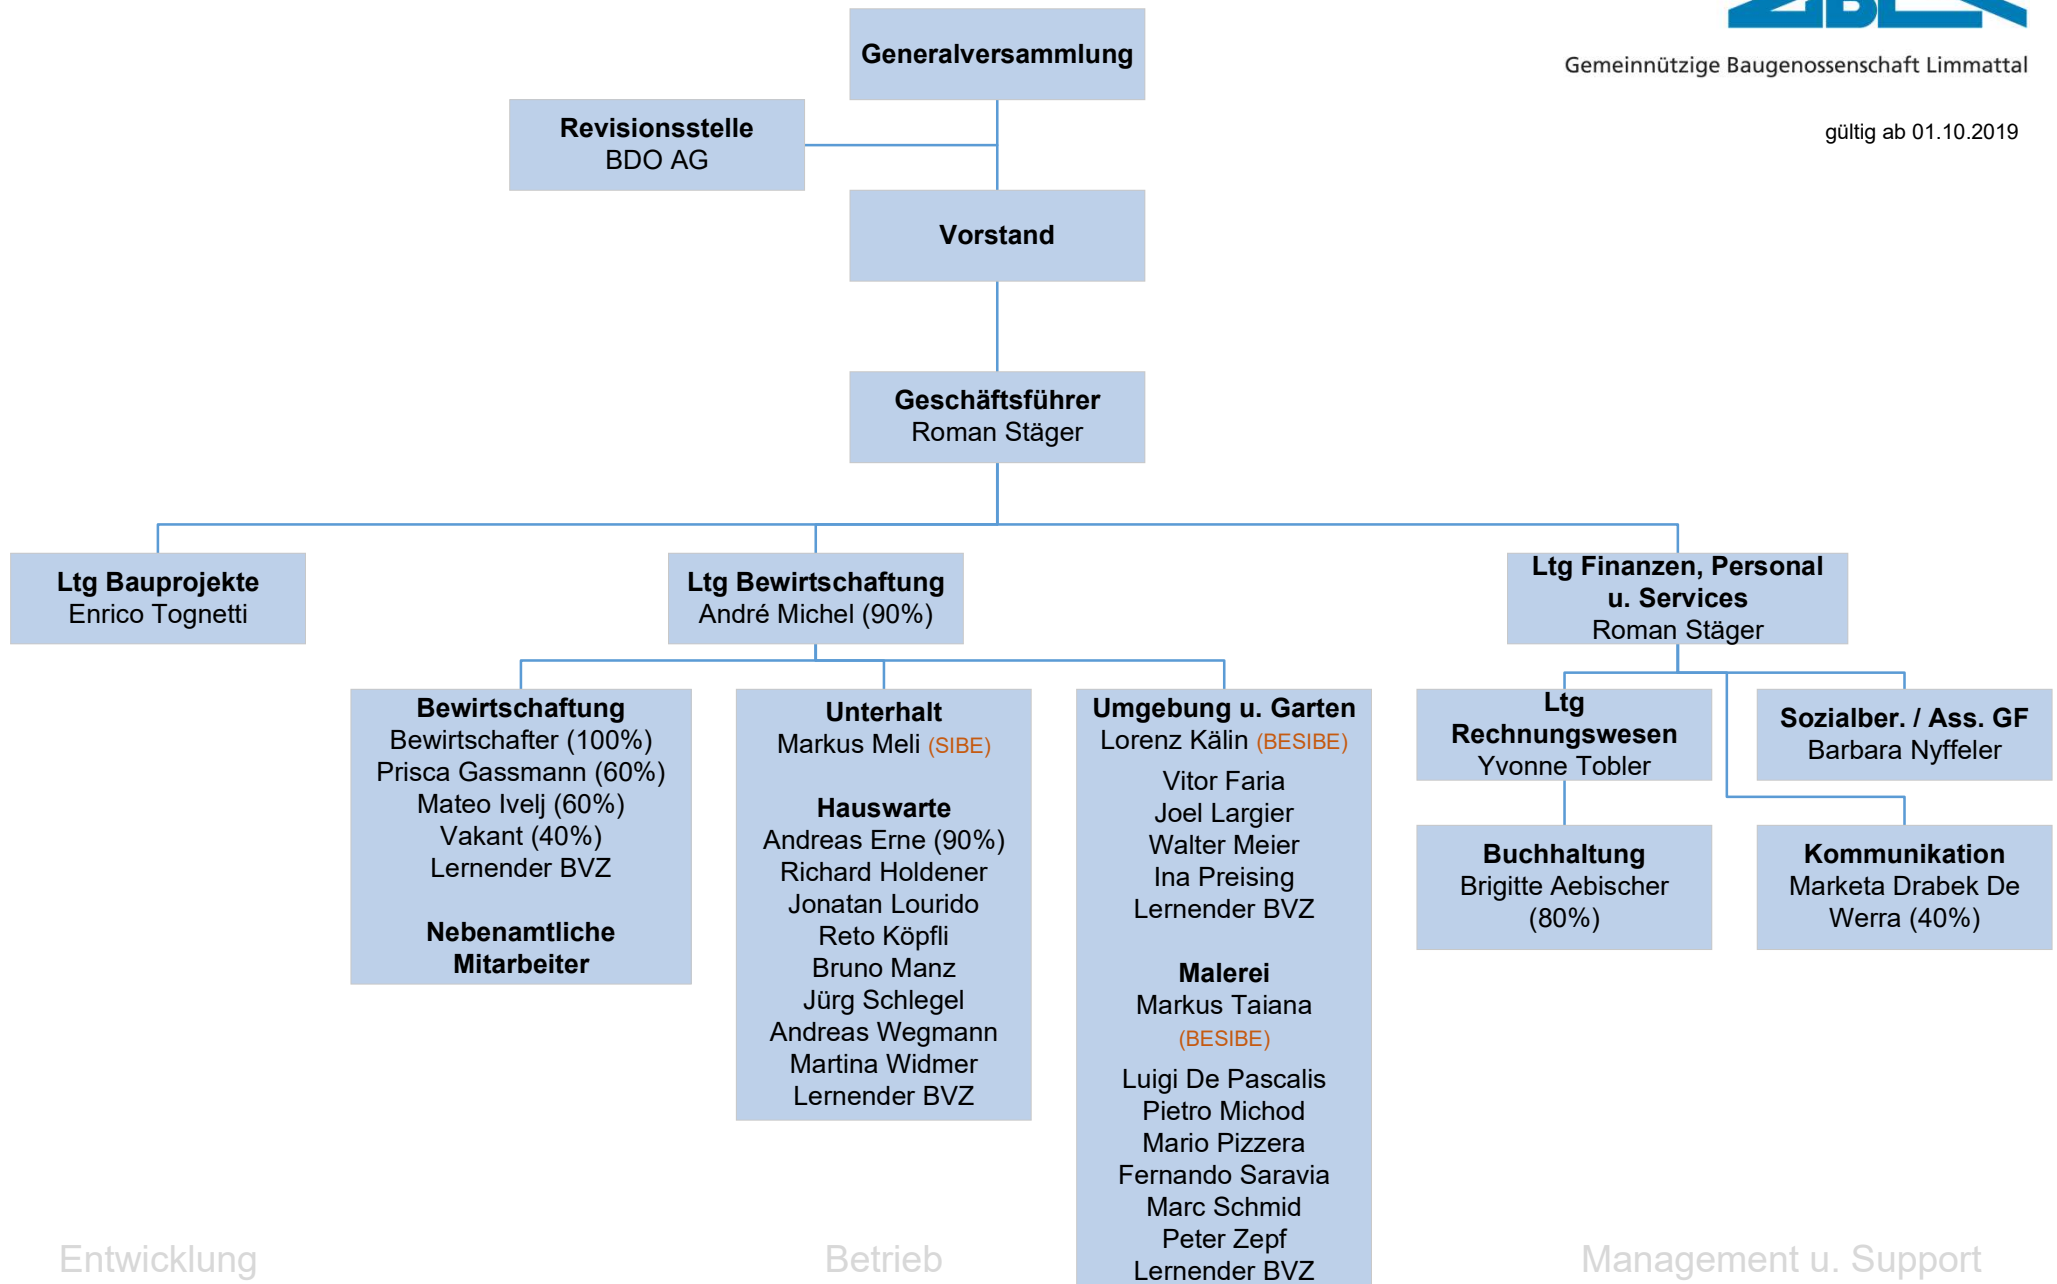 Generalversammlung
Gemeinnützige Baugenossenschaft Limmattal
gültig ab 01.10.2019
Revisionsstelle
BDO AG
Vorstand
Geschäftsführer
Roman Stäger
Ltg Bauprojekte
Enrico Tognetti
Ltg Bewirtschaftung
André Michel (90%)
Ltg Finanzen, Personal
u. Services
Roman Stäger
Bewirtschaftung
Bewirtschafter (100%)
Prisca Gassmann (60%)
Mateo Ivelj (60%)
Vakant (40%)
Lernender BVZ
Nebenamtliche
Mitarbeiter
Unterhalt
Markus Meli (SIBE)
Hauswarte
Andreas Erne (90%)
Richard Holdener
Jonatan Lourido
Reto Köpfli
Bruno Manz
Jürg Schlegel
Andreas Wegmann
Martina Widmer
Lernender BVZ
Umgebung u. Garten
Lorenz Kälin (BESIBE)
Vitor Faria
Joel Largier
Walter Meier
Ina Preising
Lernender BVZ
Malerei
Markus Taiana
(BESIBE)
Luigi De Pascalis
Pietro Michod
Mario Pizzera
Fernando Saravia
Marc Schmid
Peter Zepf
Lernender BVZ
Ltg
Rechnungswesen
Yvonne Tobler
Sozialber. / Ass. GF
Barbara Nyffeler
Buchhaltung
Brigitte Aebischer
(80%)
Kommunikation
Marketa Drabek De
Werra (40%)
Entwicklung
Betrieb
Management u. Support